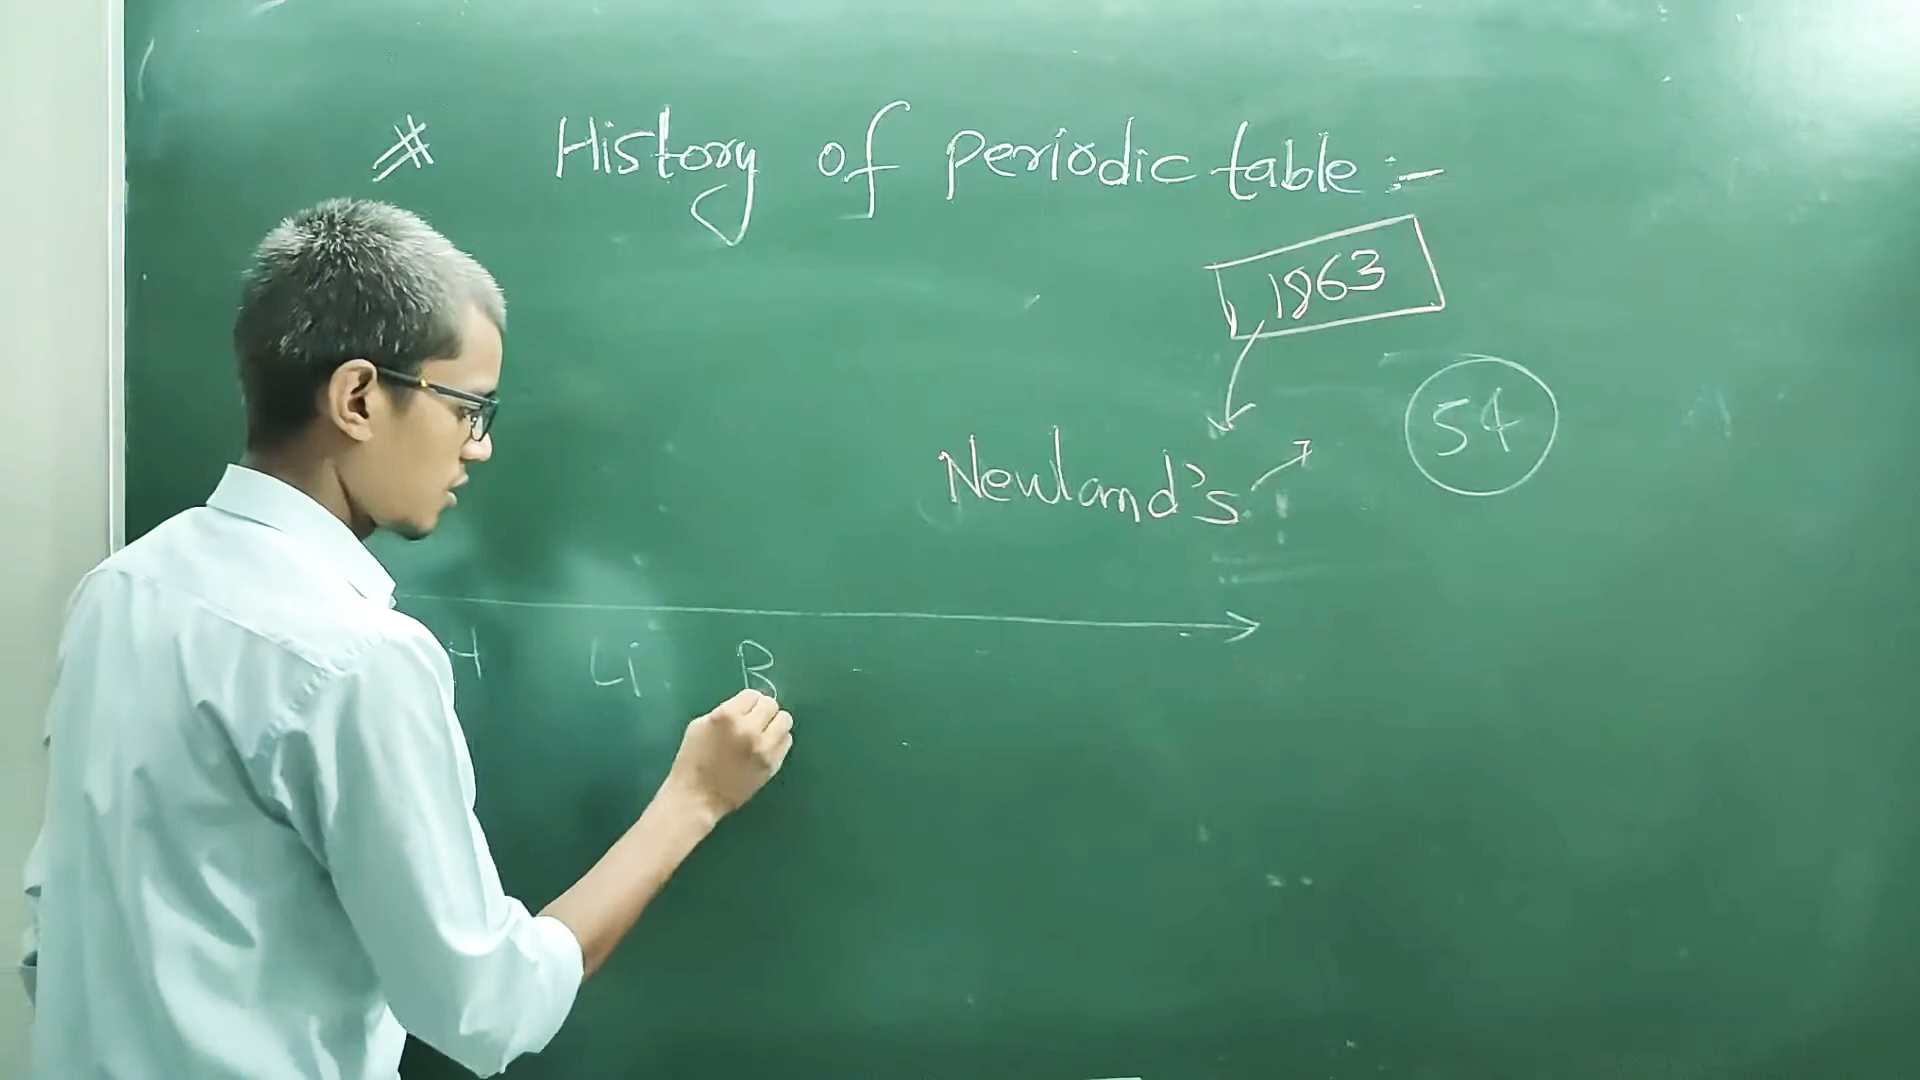 # History of periodic table :-
1863
54
Newland's
H Li B